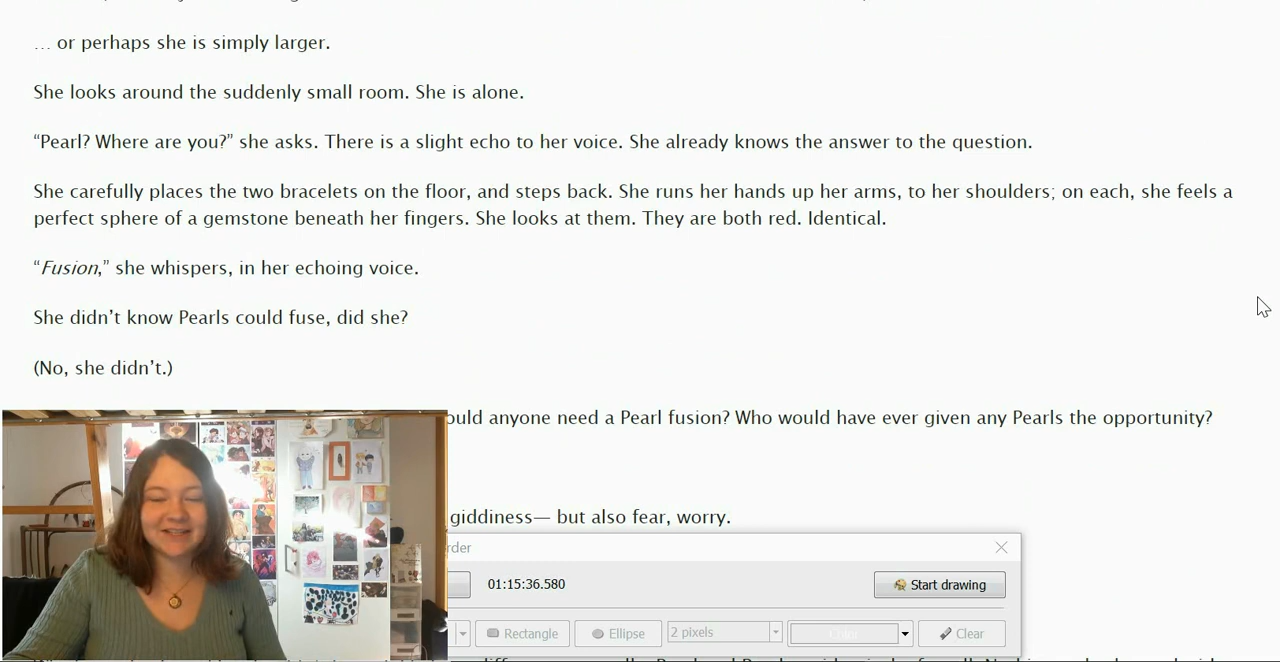 … or perhaps she is simply larger.
She looks around the suddenly small room. She is alone.
“Pearl? Where are you?” she asks. There is a slight echo to her voice. She already knows the answer to the question.
She carefully places the two bracelets on the floor, and steps back. She runs her hands up her arms, to her shoulders; on each, she feels a
perfect sphere of a gemstone beneath her fingers. She looks at them. They are both red. Identical.
“Fusion,” she whispers, in her echoing voice.
She didn’t know Pearls could fuse, did she?
(No, she didn’t.)
ould anyone need a Pearl fusion? Who would have ever given any Pearls the opportunity?
giddiness— but also fear, worry.
rder
01:15:36.580
Start drawing
Rectangle
Ellipse
2 pixels
Color
Clear